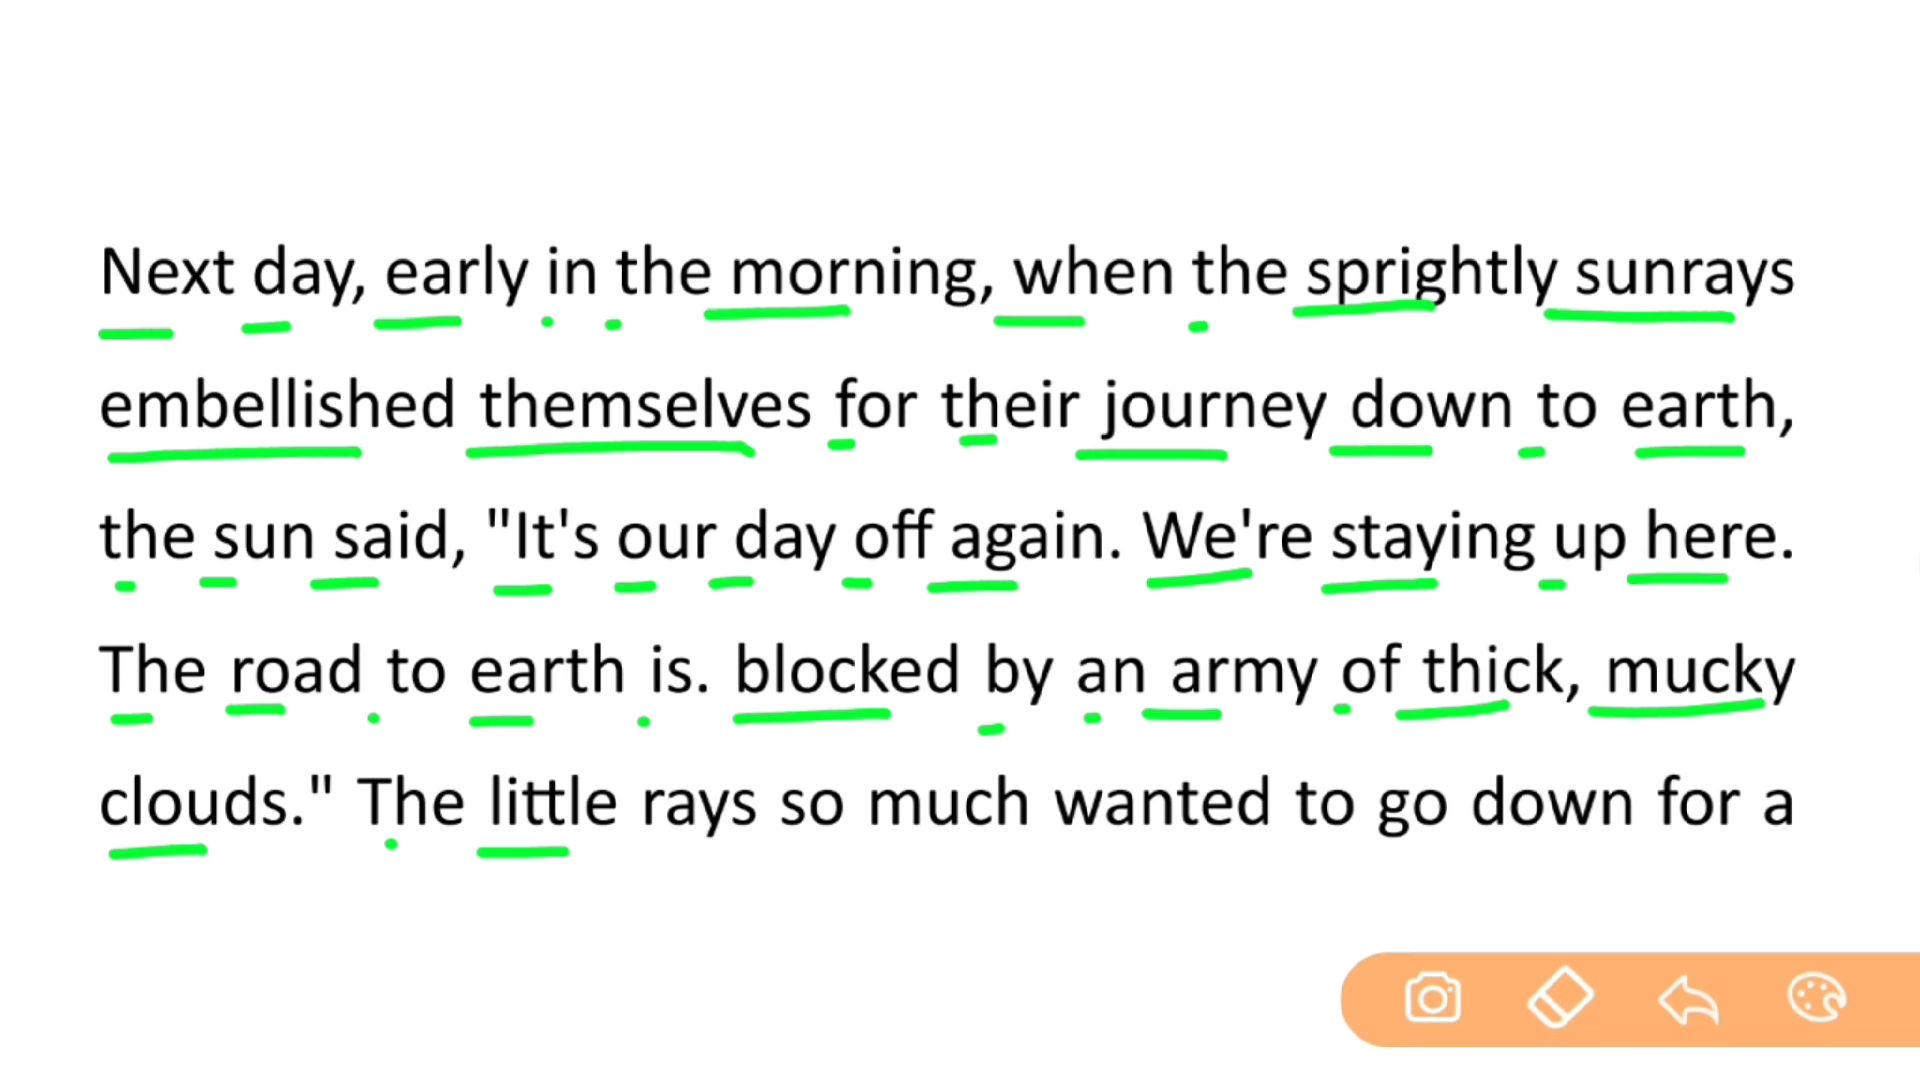 Next day, early in the morning, when the sprightly sunrays
embellished themselves for their journey down to earth,
the sun said, "It's our day off again. We're staying up here.
The road to earth is. blocked by an army of thick, mucky
clouds." The little rays so much wanted to go down for a